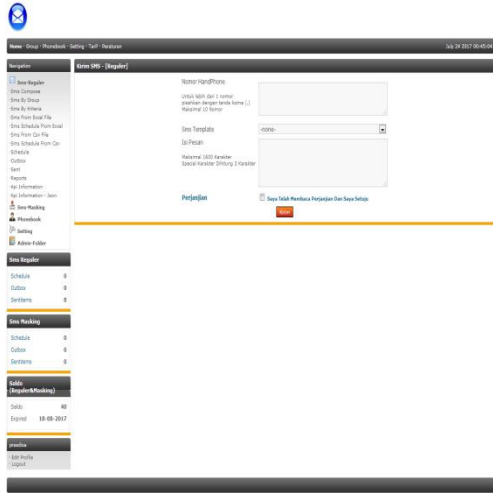 Home - Group - Phonebook - Setting - Tarif - Peraturan
July 24 2017 00:45:04
Navigation
Sms Reguler
-Sms Compose
-Sms By Group
-Sms By Kriteria
-Sms From Excel File
-Sms Schedule From Excel
-Sms From Csv File
-Sms Schedule From Csv
-Schedule
-Outbox
-Sent
-Reports
-Api Information
-Api Information - Json
Sms Masking
Phonebook
Setting
Admin-Folder
Sms Reguler
Schedule 0
Outbox 0
SentItems 0
Sms Masking
Schedule 0
Outbox 0
SentItems 0
Saldo
(Reguler&Masking)
Saldo 40
Expired 18-08-2017
- Edit Profile
- Logout
Kirim SMS - [Reguler]
Nomor HandPhone
Untuk lebih dari 1 nomor
pisahkan dengan tanda koma (,)
Maksimal 10 Nomor
Sms Template
-none-
Isi Pesan
Maksimal 1600 Karakter
Special Karakter Dihitung 2 Karakter
Perjanjian
Saya Telah Membaca Perjanjian Dan Saya Setuju
Kirim